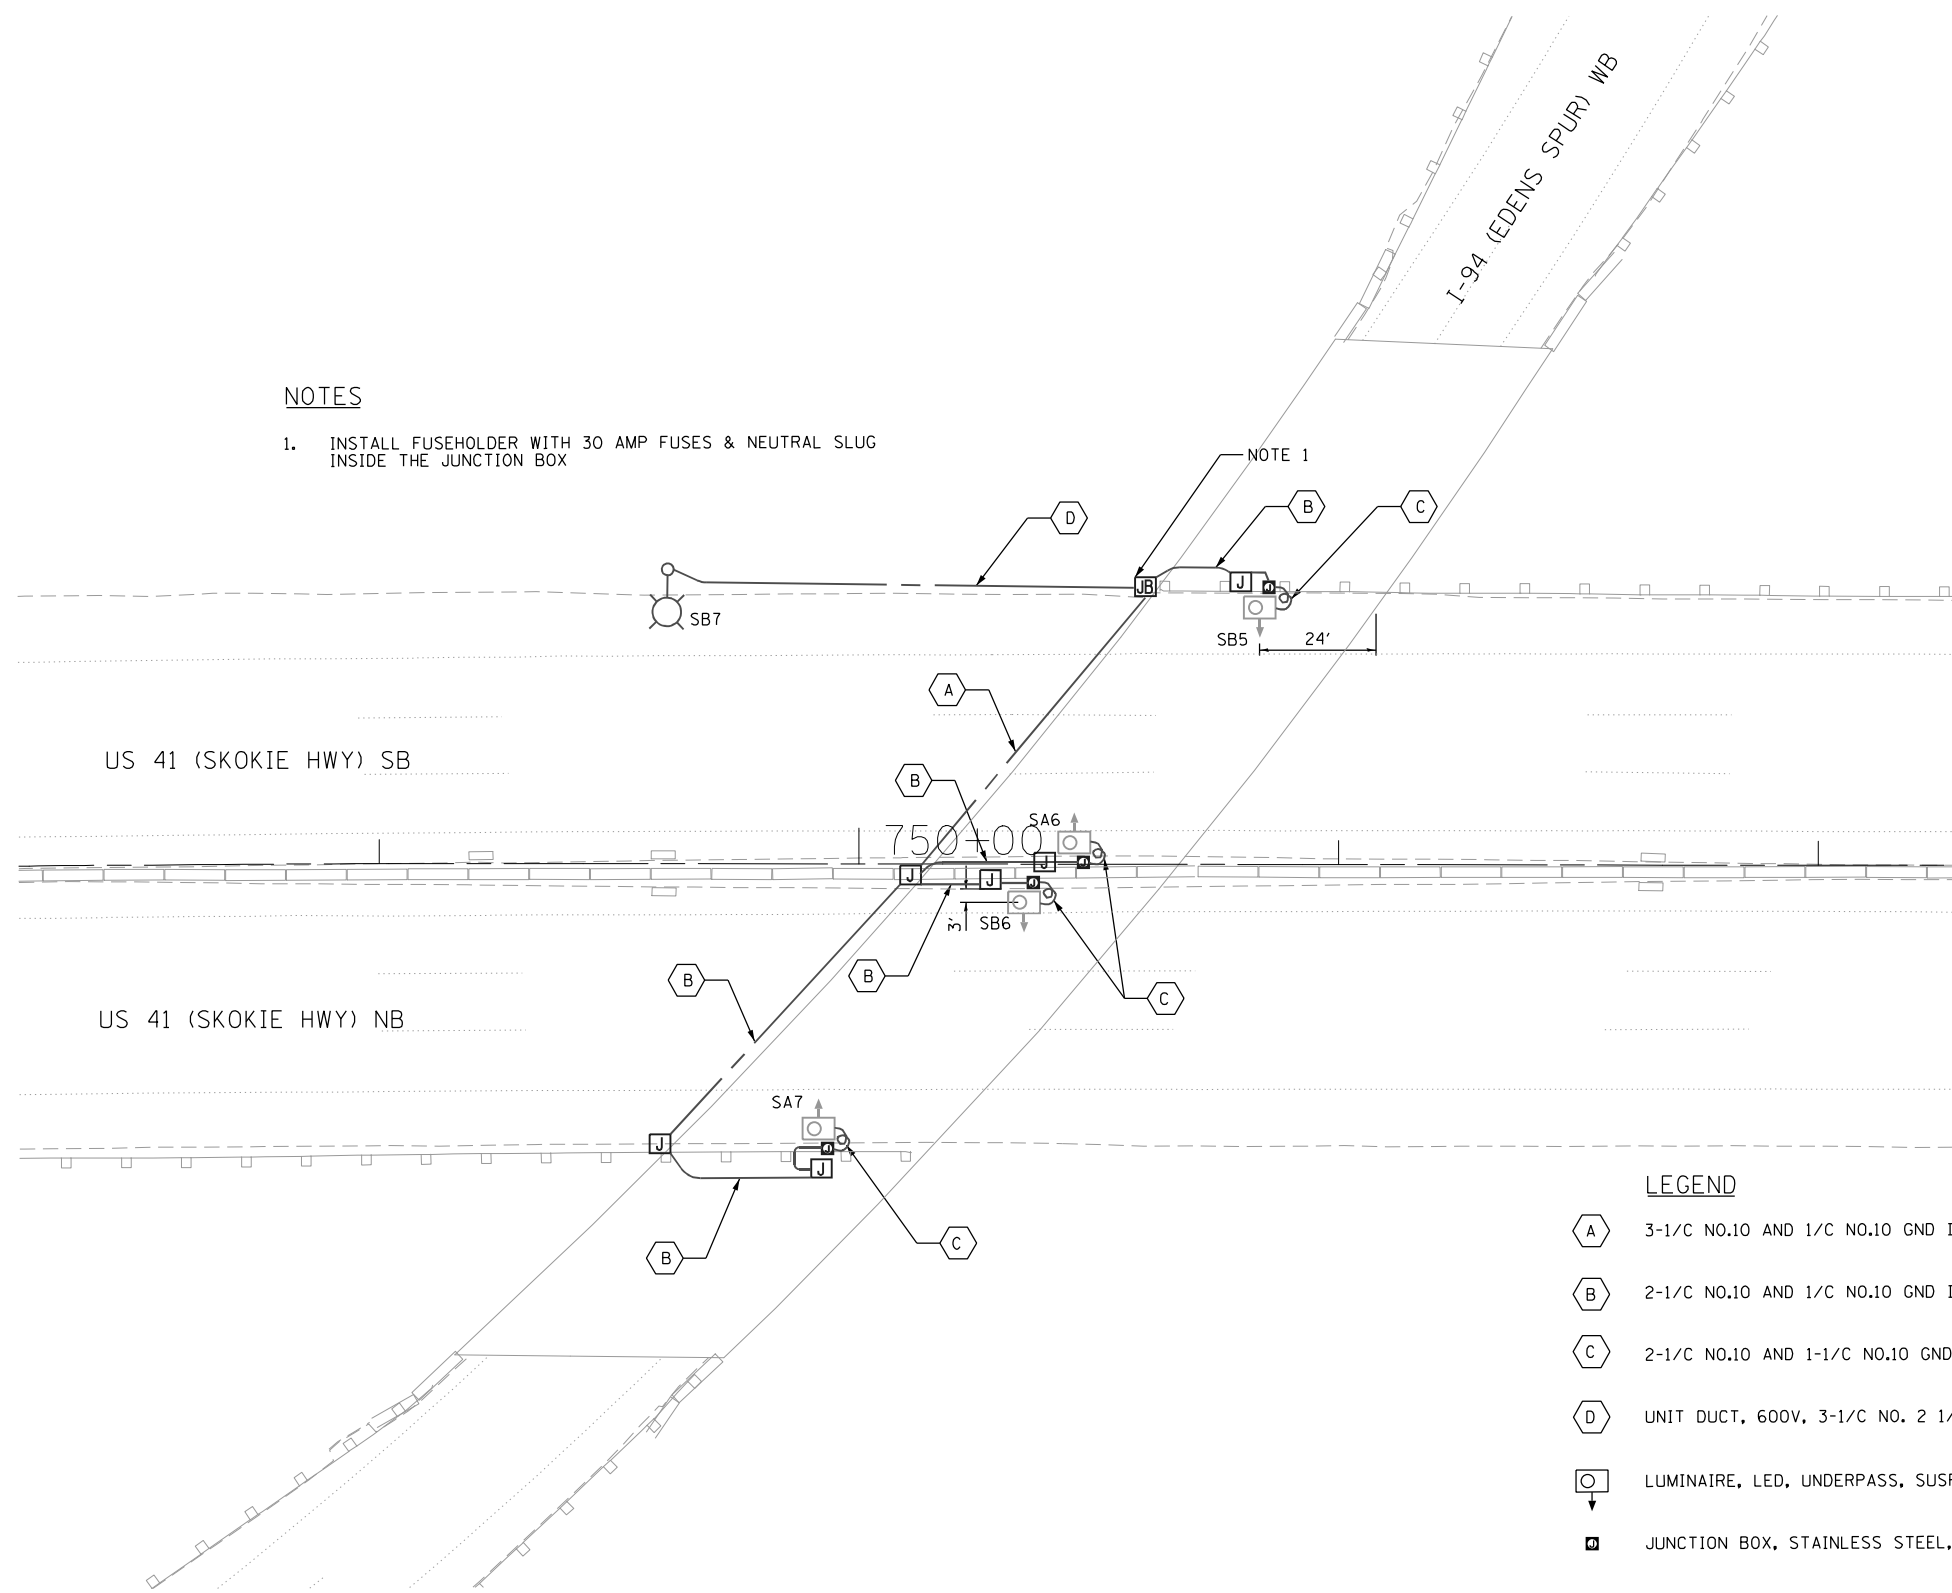 I-94 (EDENS SPUR) WB
NOTES
1. INSTALL FUSEHOLDER WITH 30 AMP FUSES & NEUTRAL SLUG
INSIDE THE JUNCTION BOX
NOTE 1
B
C
D
JB
J
J
SB7
SB5
24'
A
US 41 (SKOKIE HWY) SB
B
SA6
750+00
J
J
J
J
J
SB6
3'
B
B
C
US 41 (SKOKIE HWY) NB
SA7
J
J
J
B
C
LEGEND
A 3-1/C NO.10 AND 1/C NO.10 GND
B 2-1/C NO.10 AND 1/C NO.10 GND
C 2-1/C NO.10 AND 1-1/C NO.10 GND
D UNIT DUCT, 600V, 3-1/C NO. 2 1/
LUMINAIRE, LED, UNDERPASS,
J JUNCTION BOX, STAINLESS STEEL,